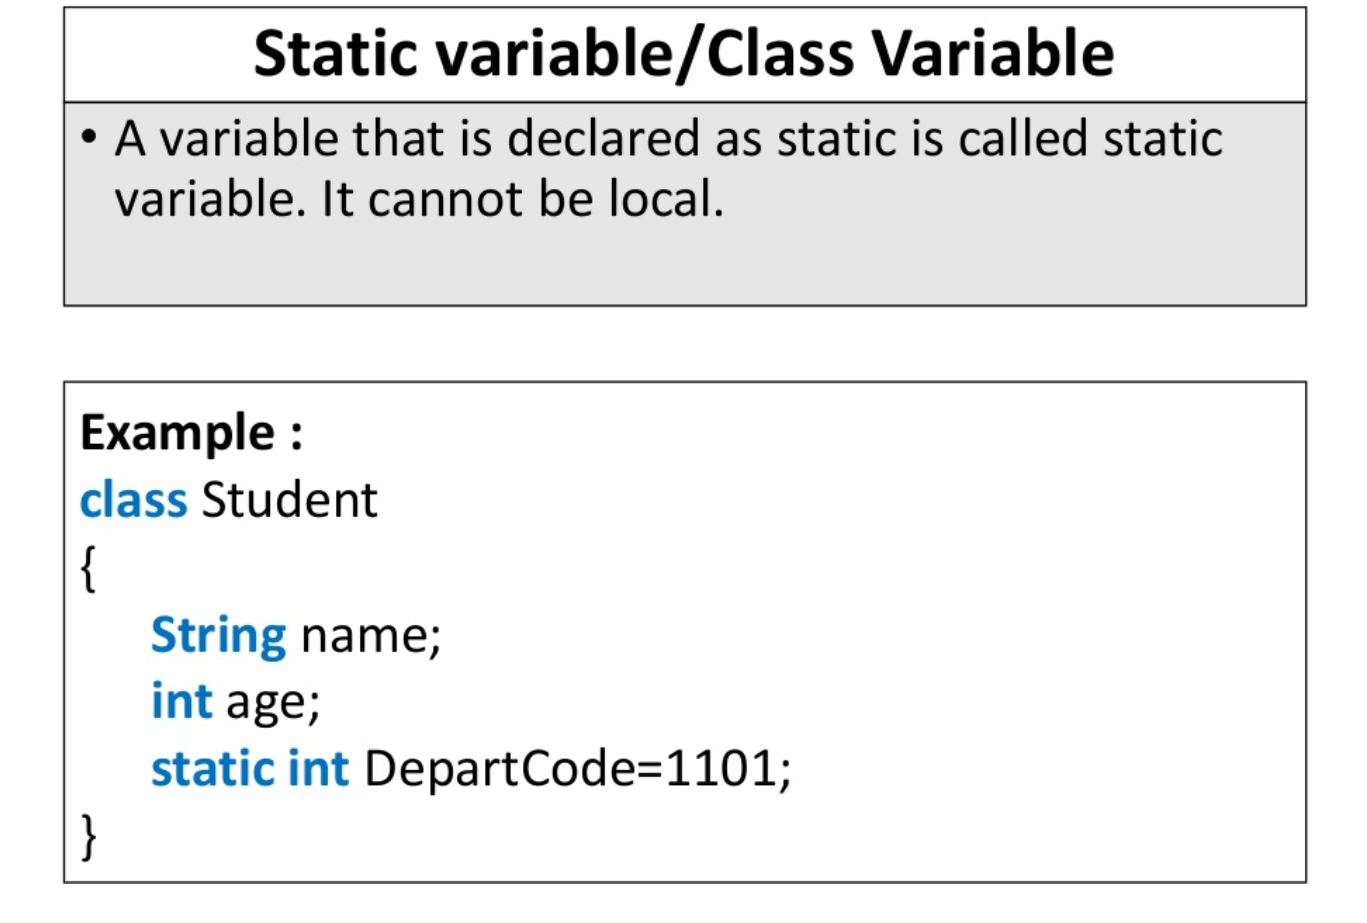 Static variable/Class Variable
• A variable that is declared as static is called static
variable. It cannot be local.
Example :
class Student
{
String name;
int age;
static int DepartCode=1101;
}